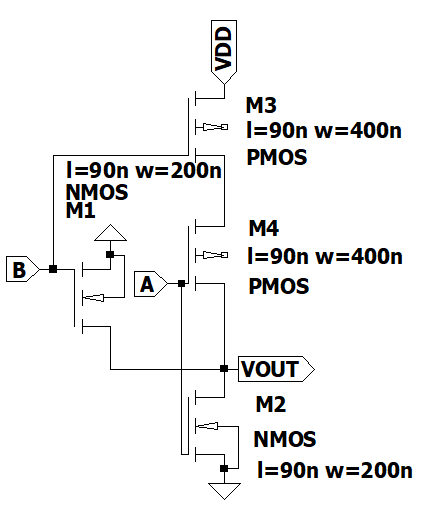 VDD
M3
l=90n w=400n
PMOS
l=90n w=200n
NMOS
M1
M4
l=90n w=400n
PMOS
B
A
VOUT
M2
NMOS
l=90n w=200n